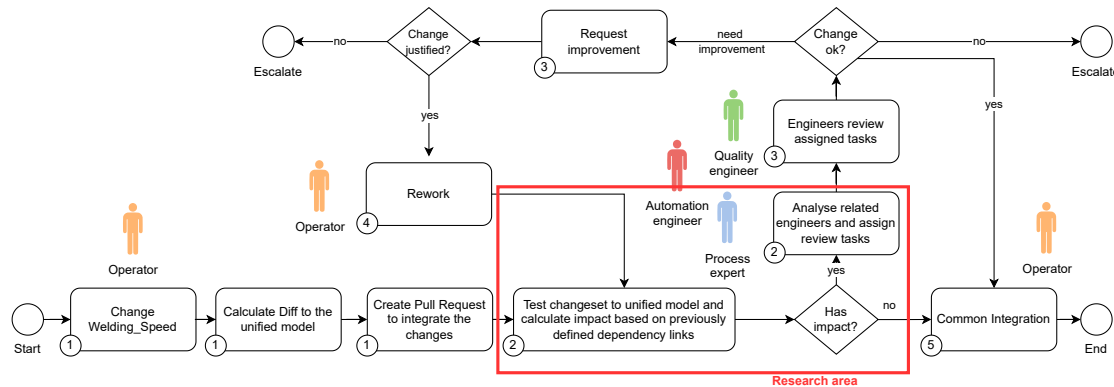 Change
justified?
Request
improvement
Change
ok?
no
need
improvement
no
Escalate
Escalate
3
yes
yes
Engineers review
assigned tasks
3
Quality
engineer
Rework
4
Operator
Automation
engineer
Analyse related
engineers and assign
review tasks
2
Operator
Operator
Process
expert
yes
Change
Welding_Speed
1
Calculate Diff to the
unified model
1
Create Pull Request
to integrate the
changes
1
Test changeset to unified model and
calculate impact based on previously
defined dependency links
2
Has
impact?
no
Common Integration
5
Start
End
Research area